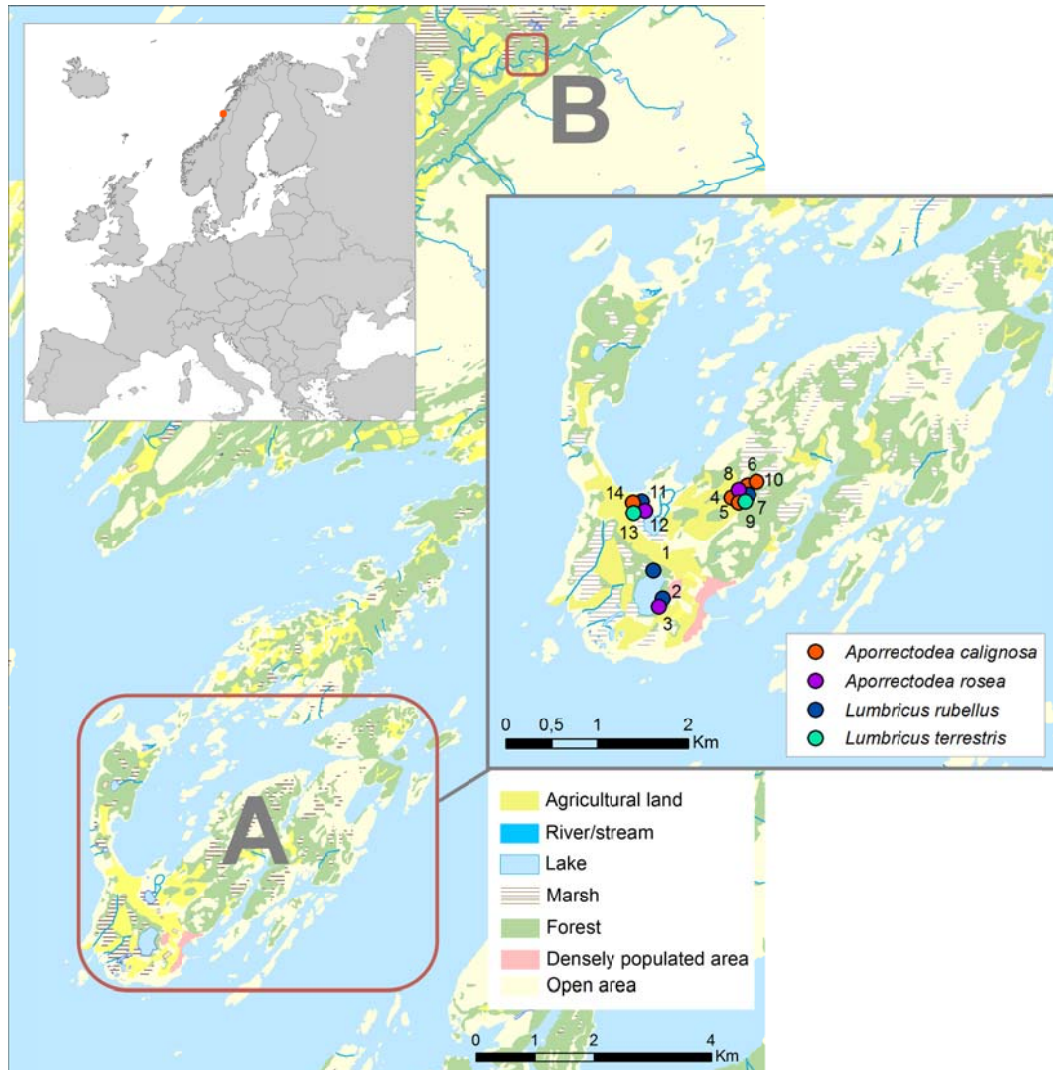 B
8
6
10
14
11
4
5
7
12
9
13
1
2
3
Aporrectodea calignosa
Aporrectodea rosea
Lumbricus rubellus
Lumbricus terrestris
0 0,5 1 2
Km
A
Agricultural land
River/stream
Lake
Marsh
Forest
Densely populated area
Open area
0 1 2 4
Km